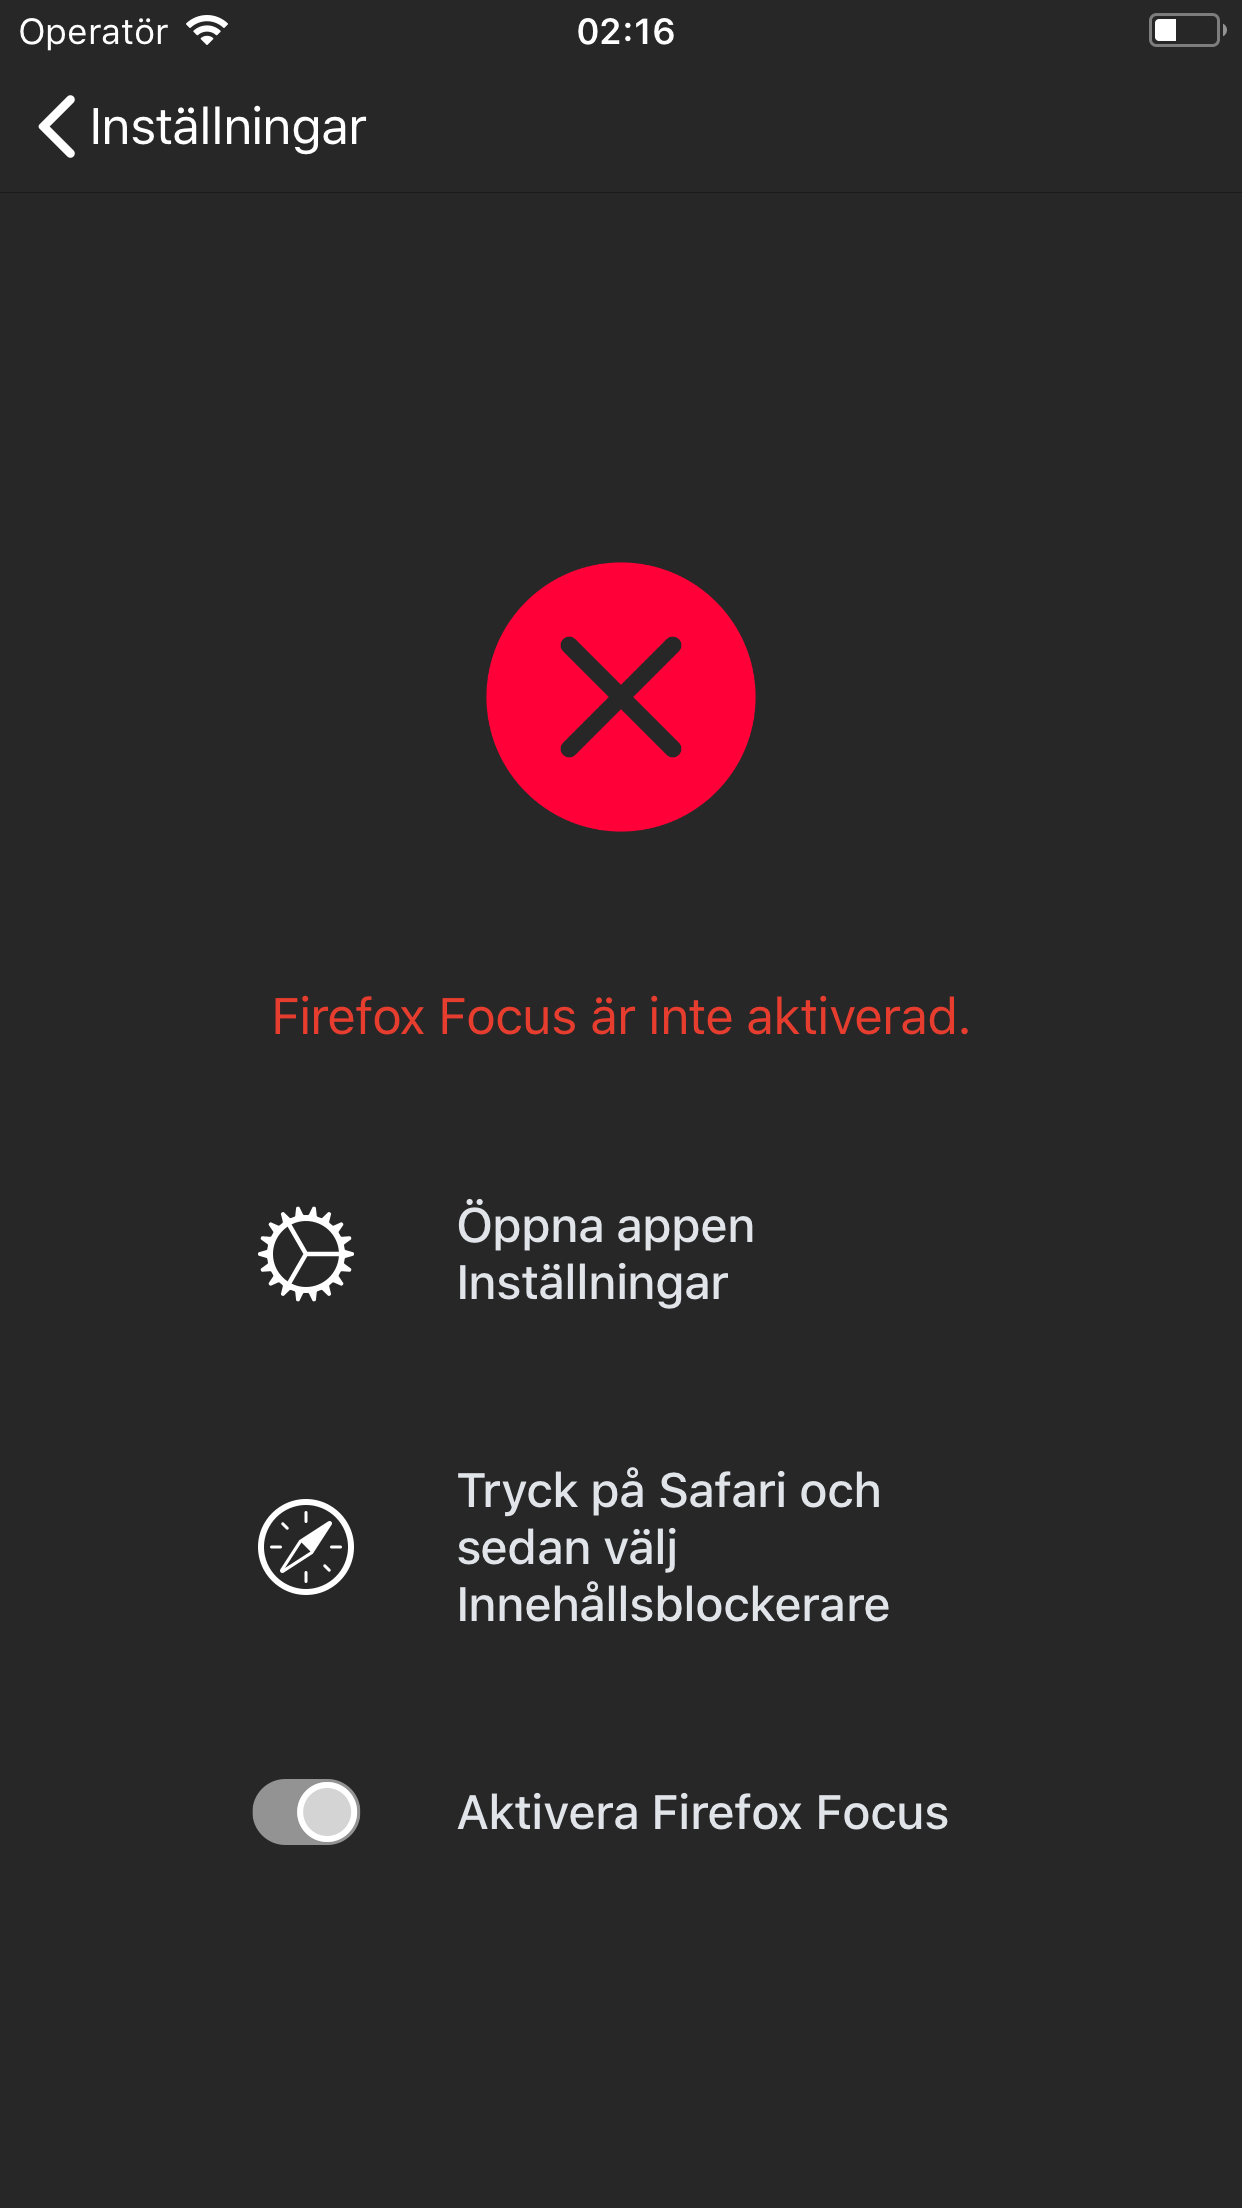 Operatör
02:16
Inställningar
Firefox Focus är inte aktiverad.
Öppna appen
Inställningar
Tryck på Safari och
sedan välj
Innehållsblockerare
Aktivera Firefox Focus